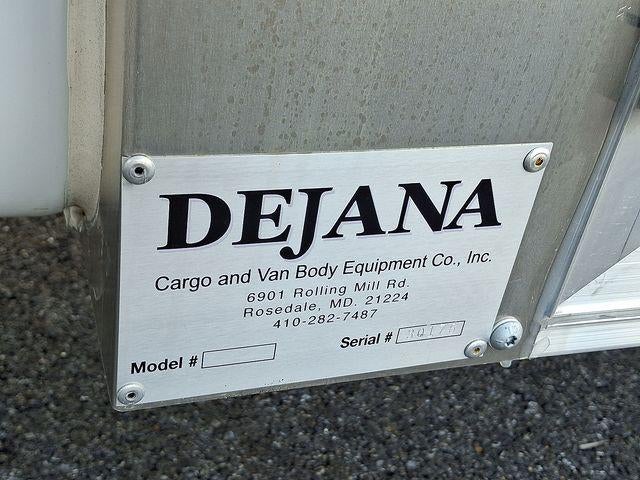 DEJANA
Cargo and Van Body Equipment Co., Inc.
6901 Rolling Mill Rd.
Rosedale, MD. 21224
410-282-7487
Model #
Serial #